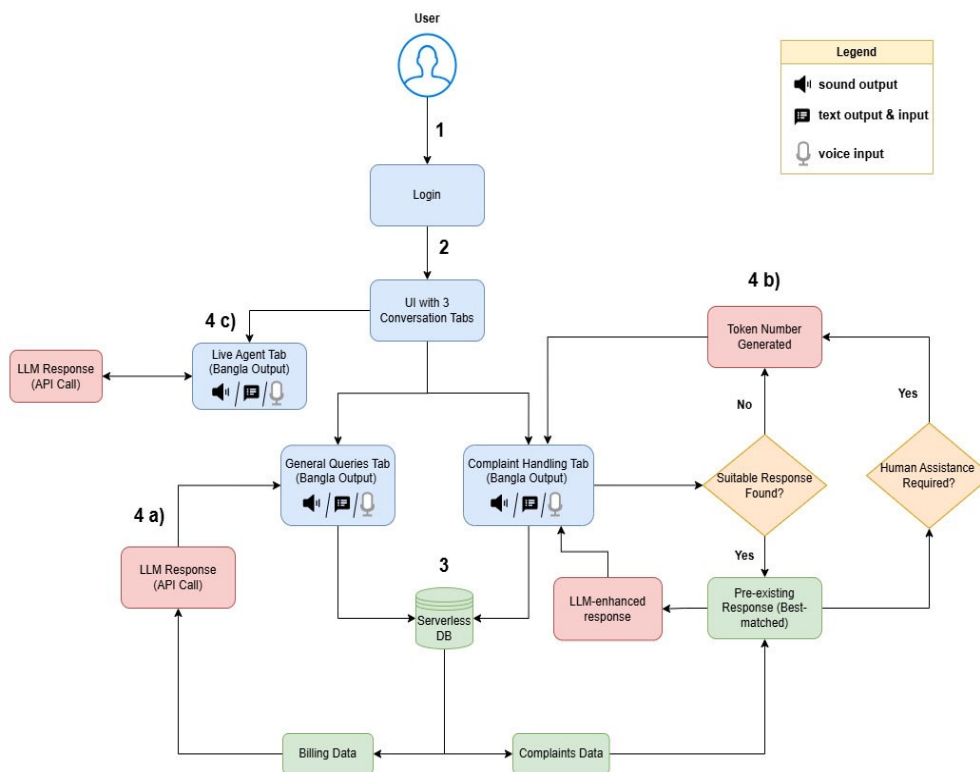 User
Legend
sound output
text output & input
voice input
1
Login
2
UI with 3
Conversation Tabs
4 b)
Token Number
Generated
4 c)
Live Agent Tab
(Bangla Output)
LLM Response
(API Call)
No
Yes
General Queries Tab
(Bangla Output)
Complaint Handling Tab
(Bangla Output)
Suitable Response
Found?
Human Assistance
Required?
4 a)
LLM Response
(API Call)
3
Serverless
DB
Yes
LLM-enhanced
response
Pre-existing
Response (Best-
matched)
Billing Data
Complaints Data